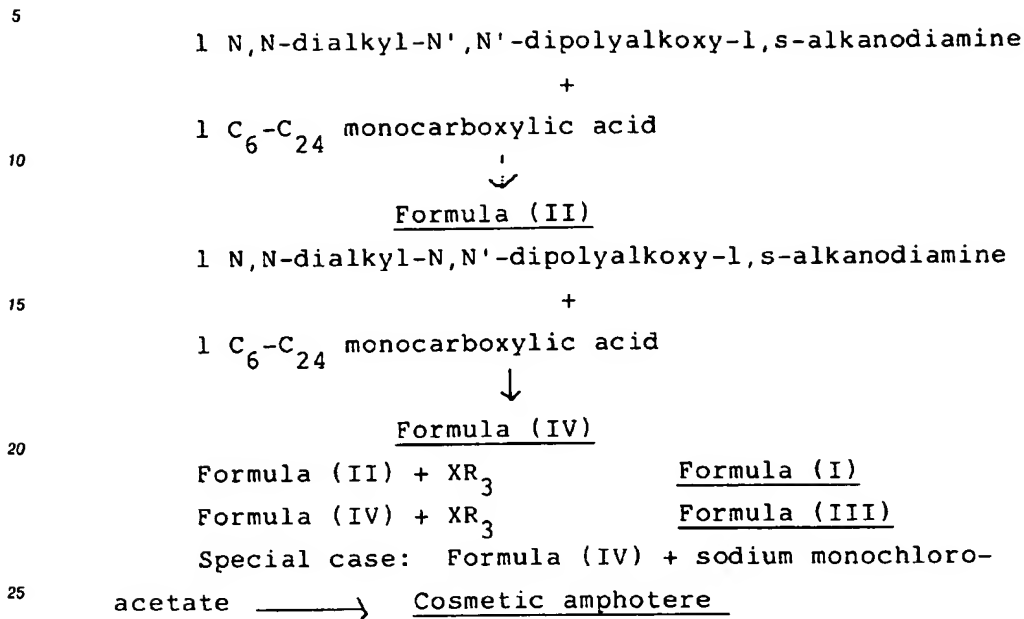 5
1 N,N-dialkyl-N',N'-dipolyalkoxy-1,s-alkanodiamine
+
1 C6-C24 monocarboxylic acid
10
Formula (II)
1 N,N-dialkyl-N,N'-dipolyalkoxy-1,s-alkanodiamine
15 +
1 C6-C24 monocarboxylic acid
↓
Formula (IV)
20
Formula (II) + XR3 Formula (I)
Formula (IV) + XR3 Formula (III)
Special case: Formula (IV) + sodium monochloro-
25 acetate → Cosmetic amphotere